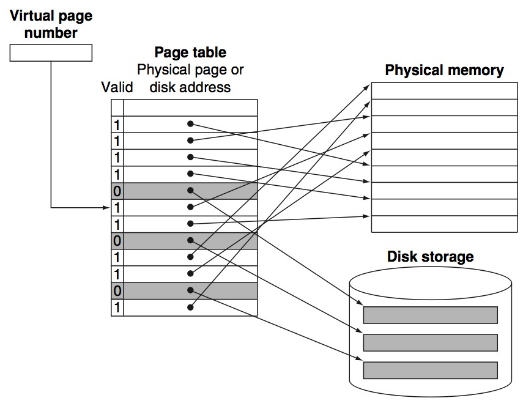 Virtual page
number
Page table
Physical page or
Valid disk address
Physical memory
1
1
1
1
0
1
1
0
1
1
0
1
Disk storage